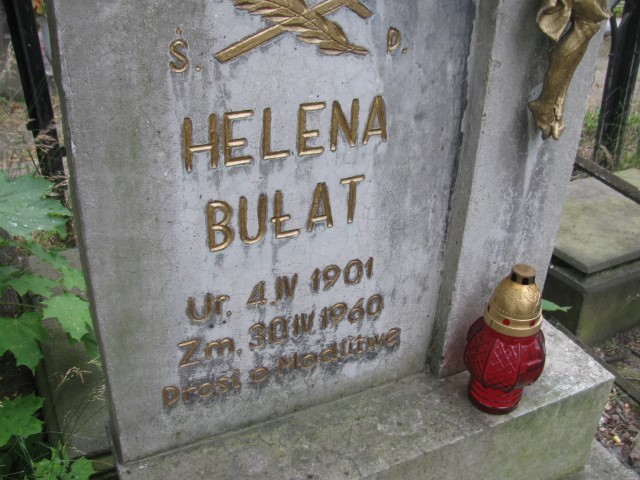 Ś. P.
HELENA
BUŁAT
Ur. 4.IV 1901
Zm. 30.IV 1960
Prosi o Modlitwę